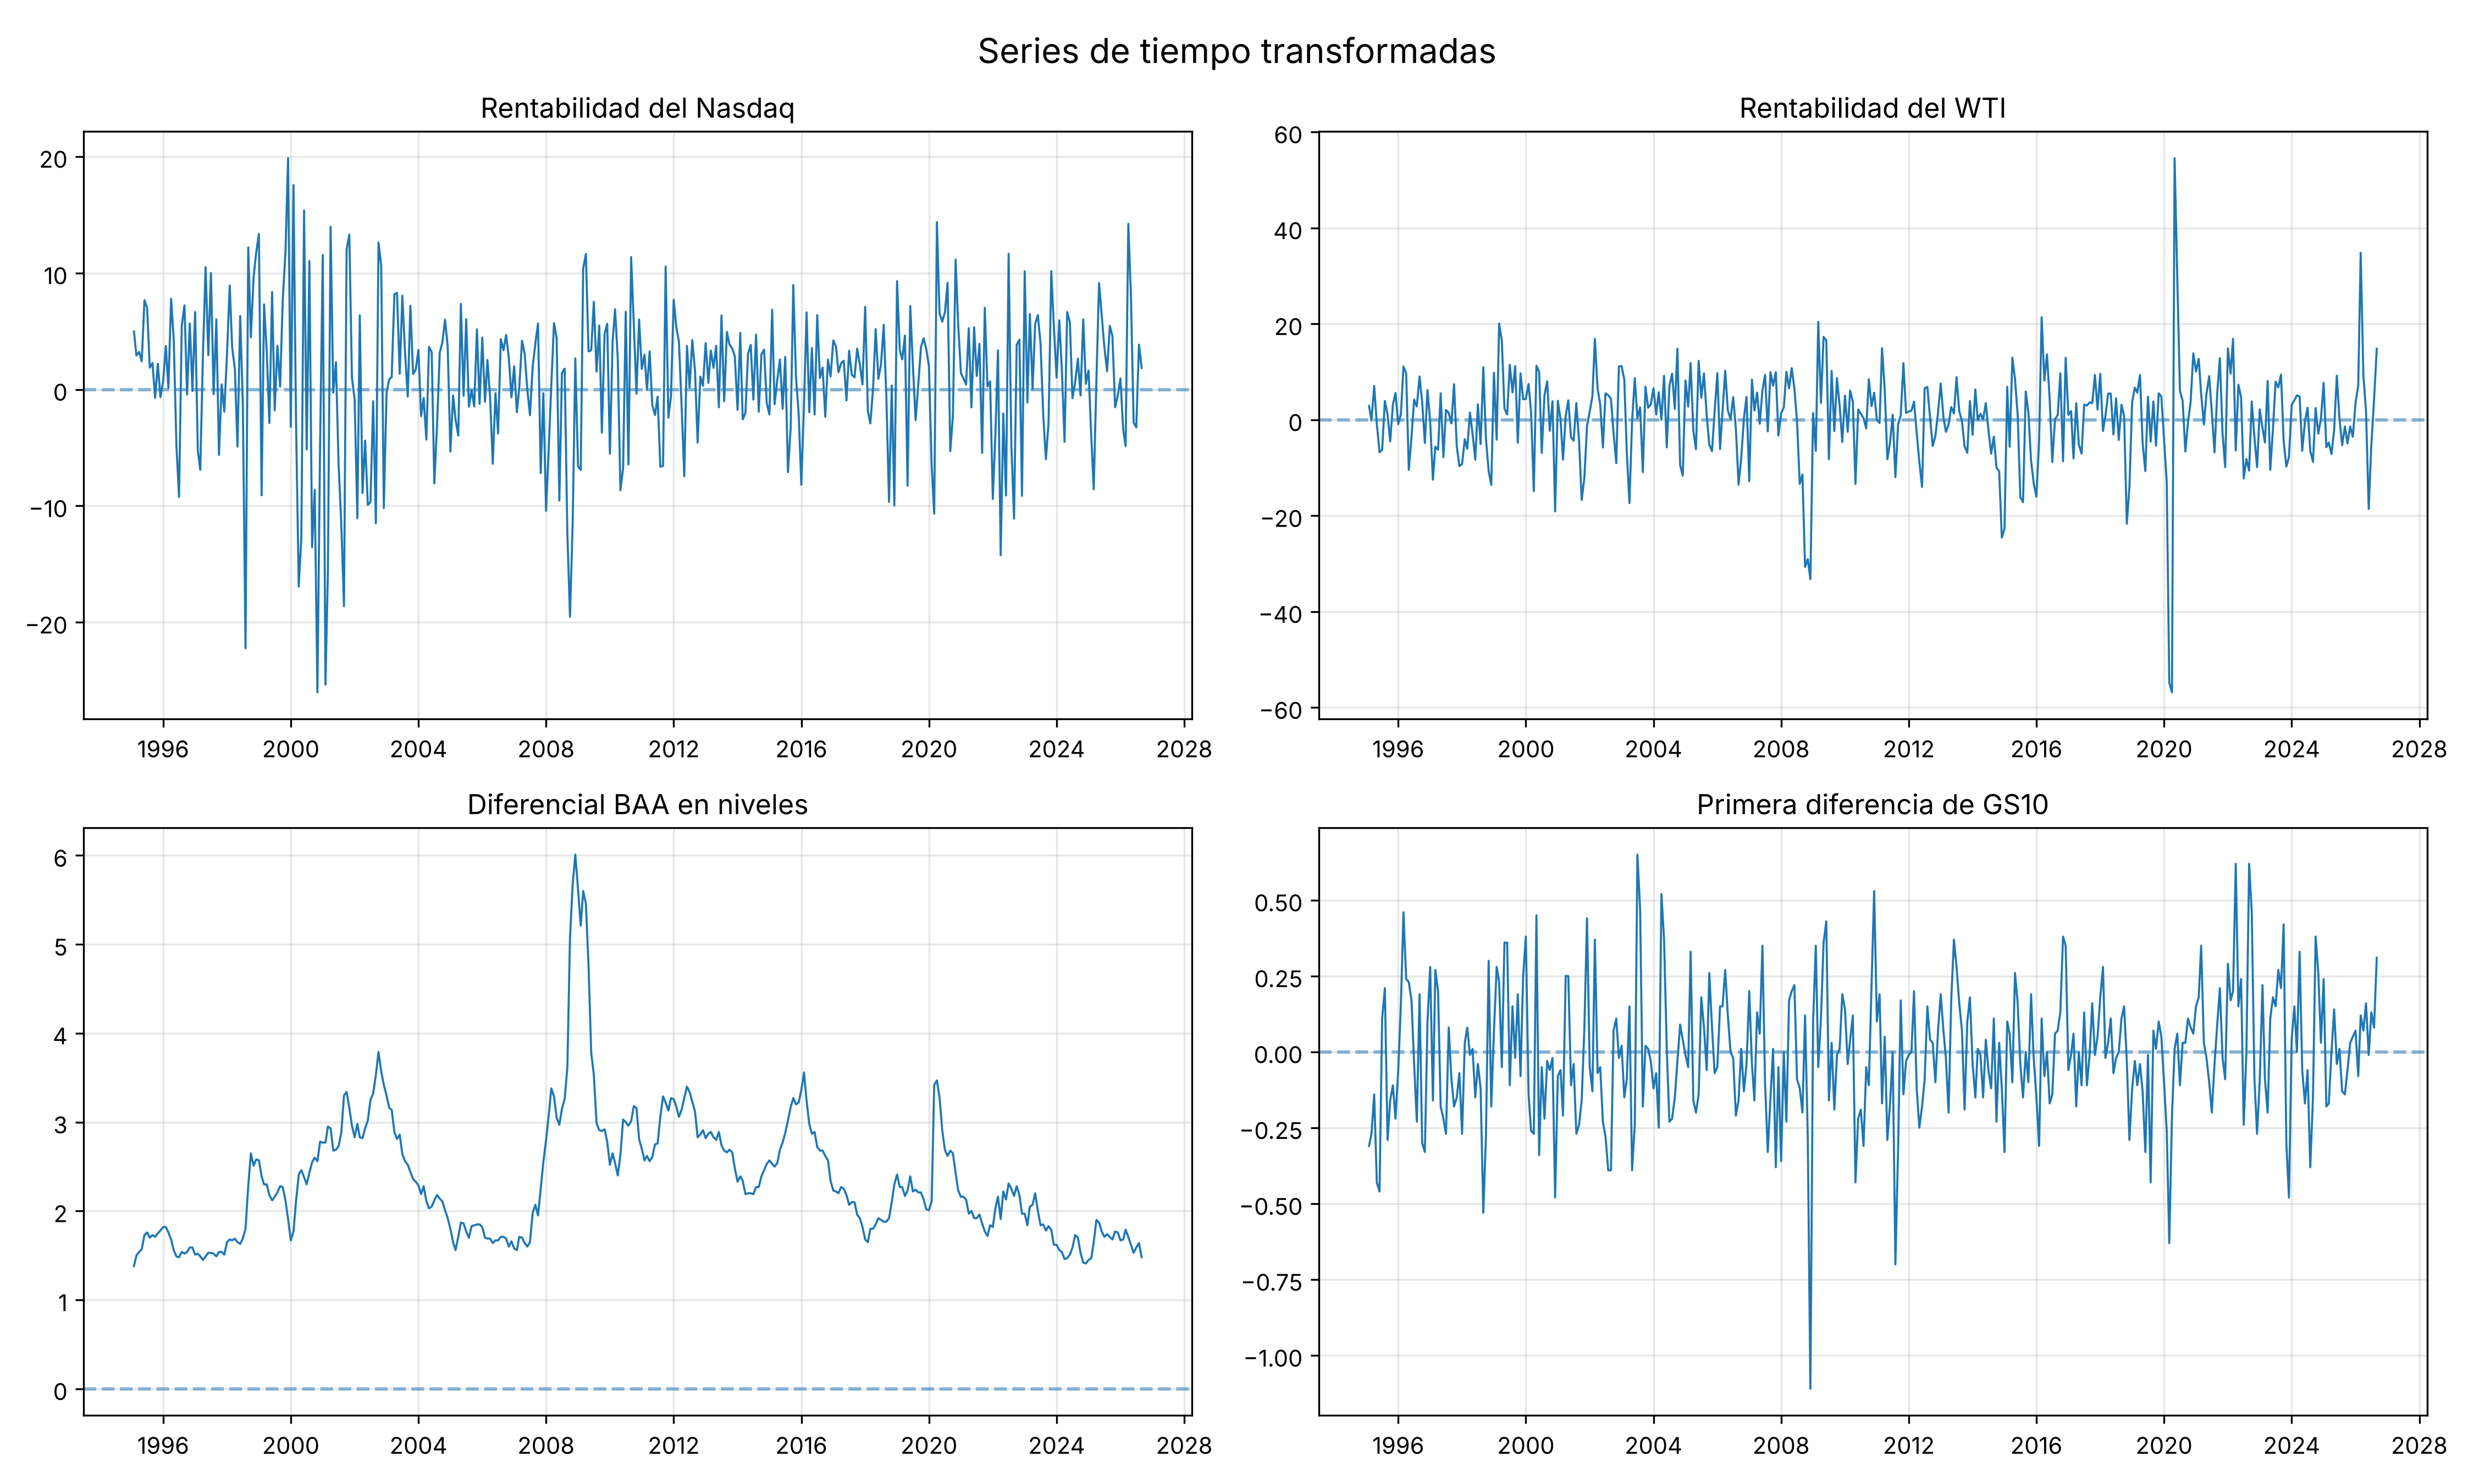 Series de tiempo transformadas
Rentabilidad del Nasdaq
20
10
0
−10
−20
1996 2000 2004 2008 2012 2016 2020 2024 2028
Rentabilidad del WTI
60
40
20
0
−20
−40
−60
1996 2000 2004 2008 2012 2016 2020 2024 2028
Diferencial BAA en niveles
6
5
4
3
2
1
0
1996 2000 2004 2008 2012 2016 2020 2024 2028
Primera diferencia de GS10
0.50
0.25
0.00
−0.25
−0.50
−0.75
−1.00
1996 2000 2004 2008 2012 2016 2020 2024 2028